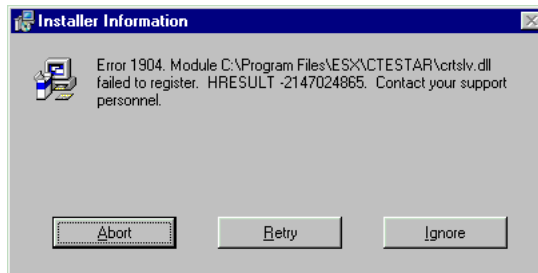 Installer Information
Error 1904. Module C:\Program Files\ESX\CTESTAR\crtslv.dll
failed to register. HRESULT -2147024865. Contact your support
personnel.
Abort
Retry
Ignore